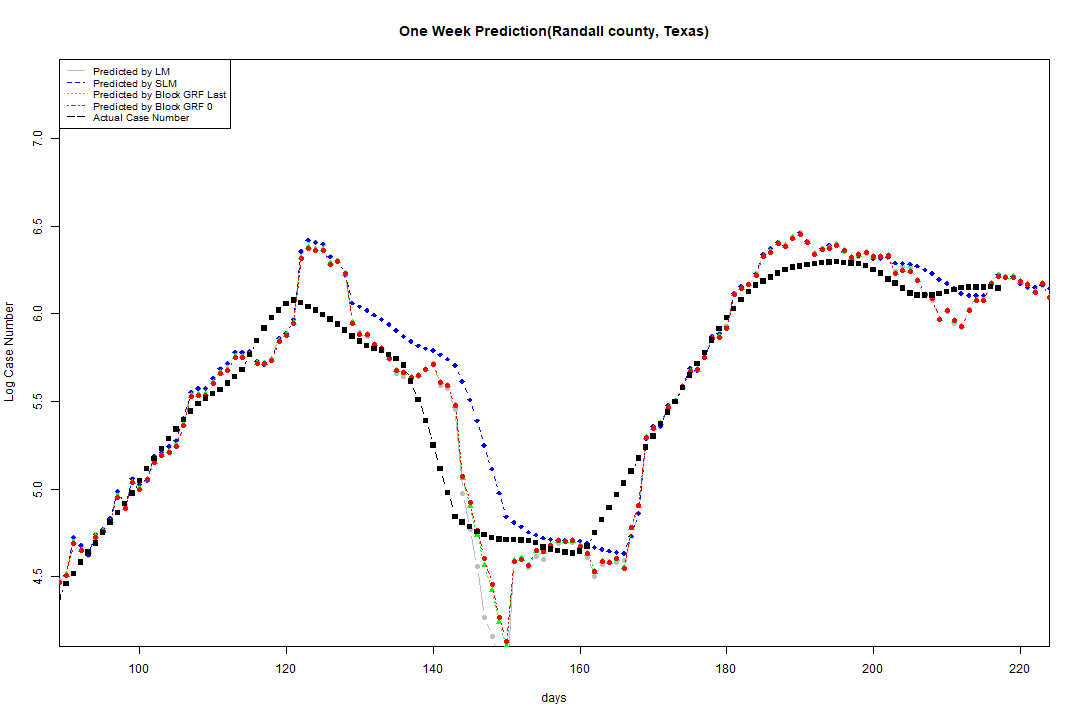 One Week Prediction(Randall county, Texas)
Predicted by LM
Predicted by SLM
Predicted by Block GRF Last
Predicted by Block GRF 0
Actual Case Number
7.0
6.5
6.0
5.5
5.0
4.5
Log Case Number
100 120 140 160 180 200 220
days